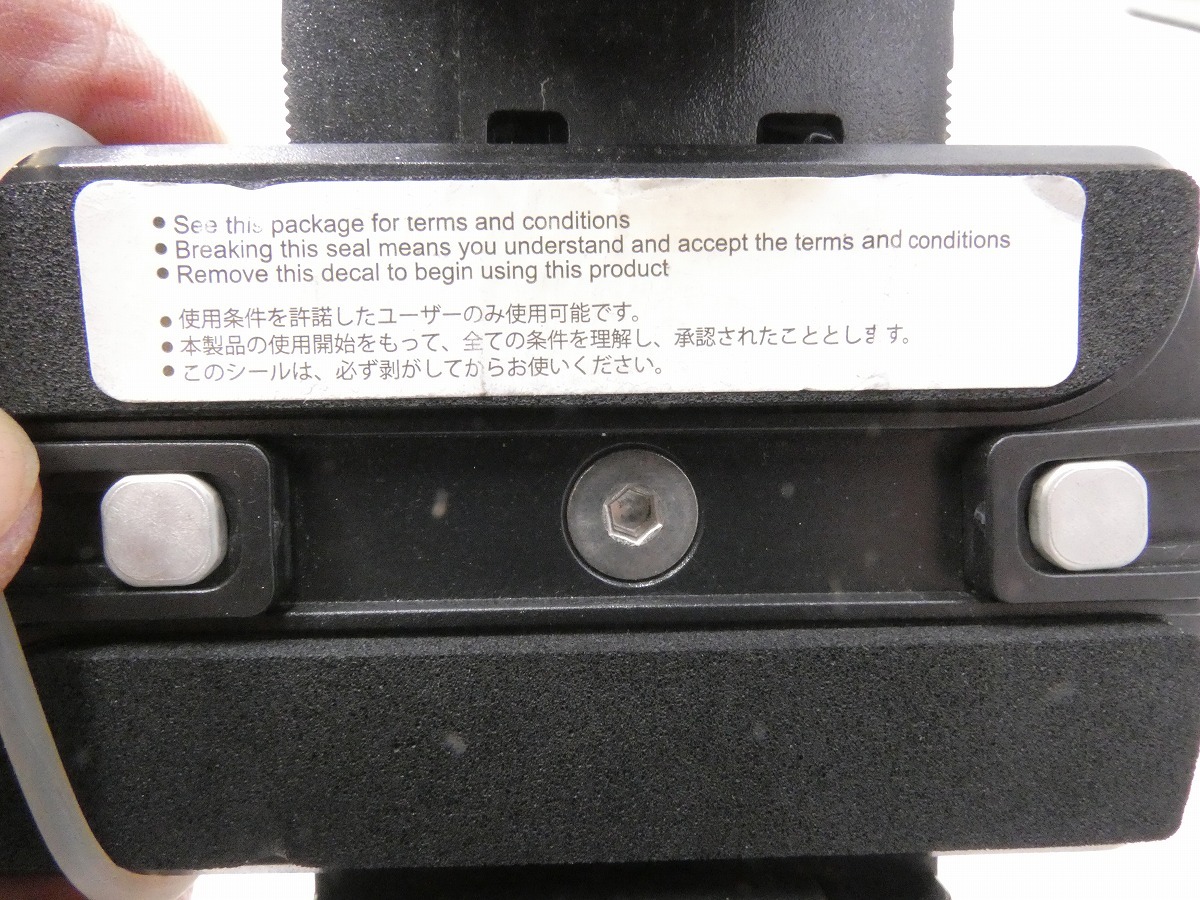 ● See this package for terms and conditions
● Breaking this seal means you understand and accept the terms and conditions
● Remove this decal to begin using this product
● 使用条件を許諾したユーザーのみ使用可能です。
● 本製品の使用開始をもって、全ての条件を理解し、承認されたこととします。
● このシールは、必ず剥がしてからお使いください。